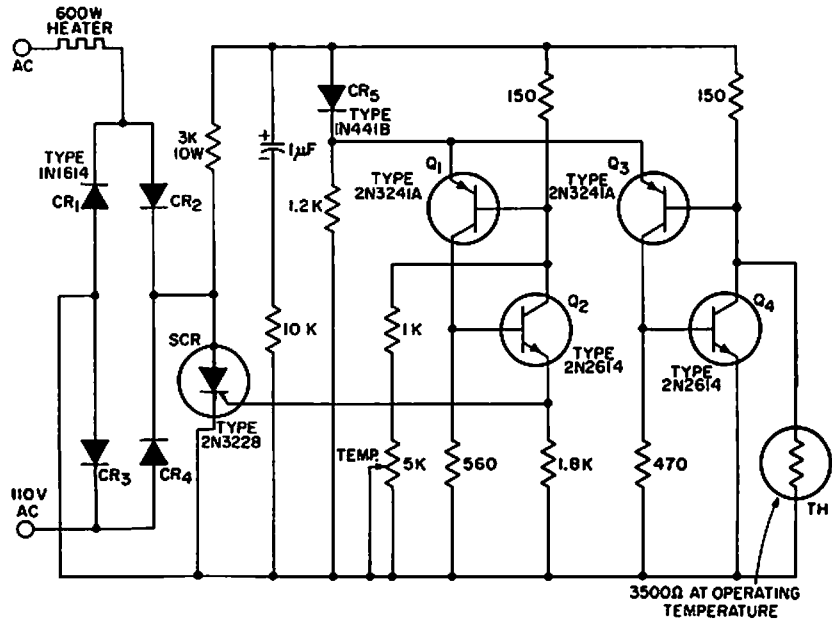 600W
HEATER
AC
TYPE
1N1614
CR1
CR2
3K
10W
1μF
+
-
CR5
TYPE
1N441B
150
150
Q1
TYPE
2N3241A
Q3
TYPE
2N3241A
1.2K
10 K
1K
Q2
TYPE
2N2614
Q4
TYPE
2N2614
SCR
TYPE
2N3228
CR3
CR4
110V
AC
TEMP.
5K
560
1.8K
470
TH
3500Ω AT OPERATING
TEMPERATURE